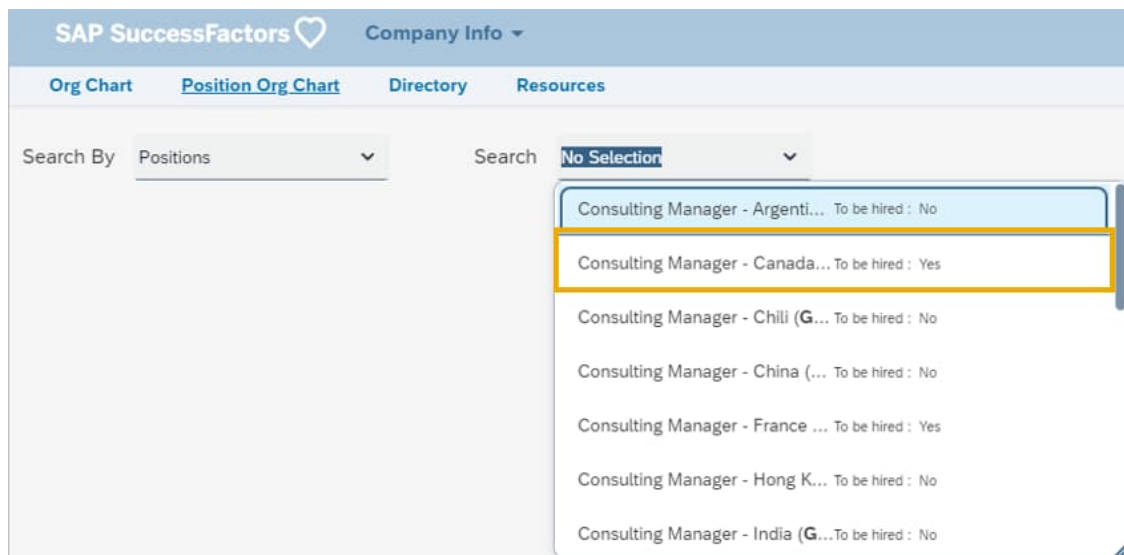 SAP SuccessFactors Company Info
Org Chart Position Org Chart Directory Resources
Search By Positions Search No Selection
Consulting Manager - Argenti... To be hired : No
Consulting Manager - Canada... To be hired : Yes
Consulting Manager - Chili (G... To be hired : No
Consulting Manager - China (... To be hired : No
Consulting Manager - France ... To be hired : Yes
Consulting Manager - Hong K... To be hired : No
Consulting Manager - India (G... To be hired : No